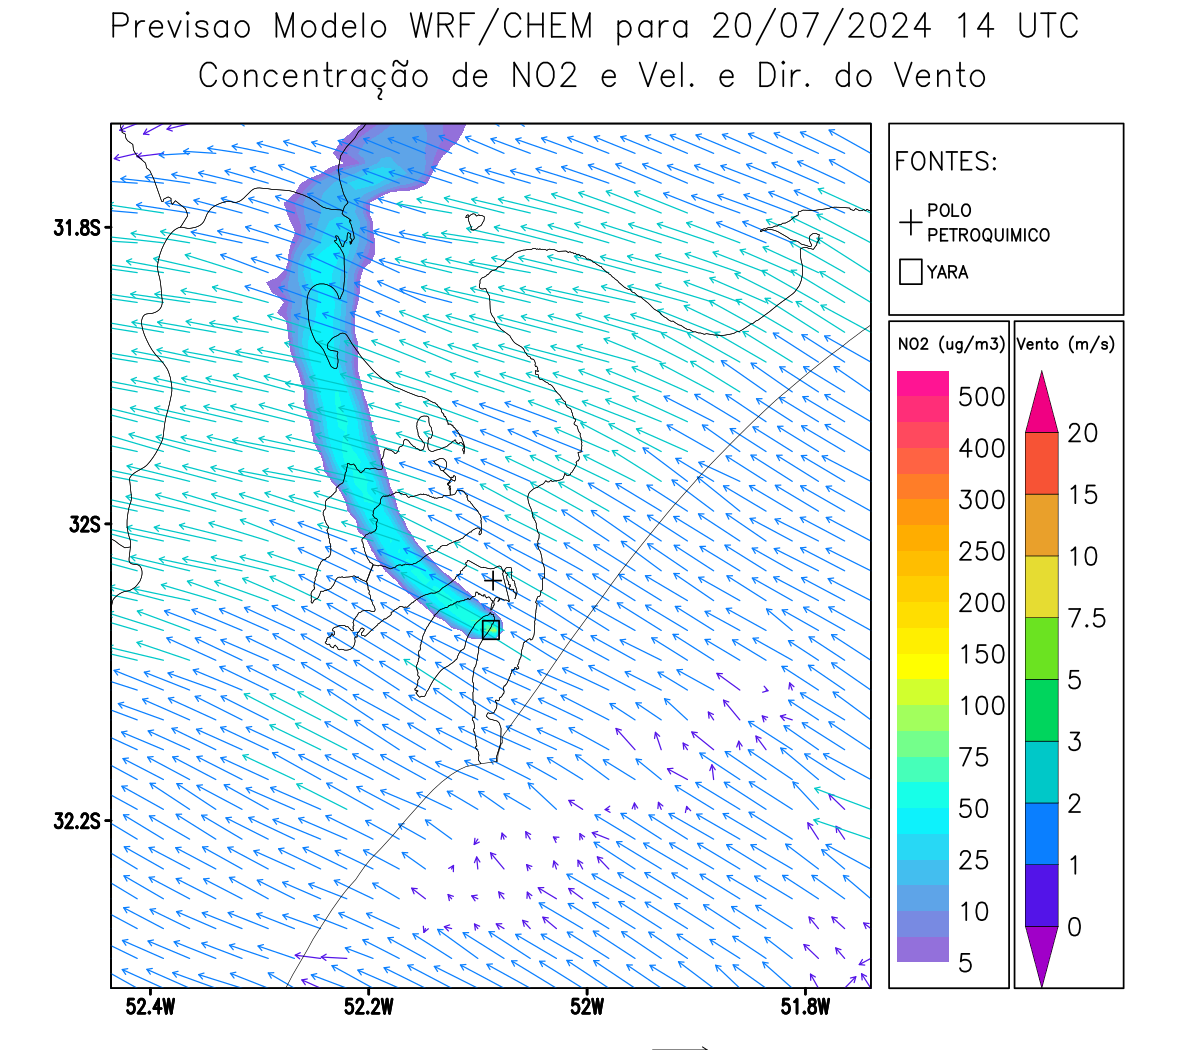 Previsao Modelo WRF/CHEM para 20/07/2024 14 UTC
Concentração de NO2 e Vel. e Dir. do Vento
FONTES:
POLO
PETROQUIMICO
YARA
NO2 (ug/m3)
500
400
300
250
200
150
100
75
50
25
10
5
Vento (m/s)
20
15
10
7.5
5
3
2
1
0
31.8S
32S
32.2S
52.4W
52.2W
52W
51.8W